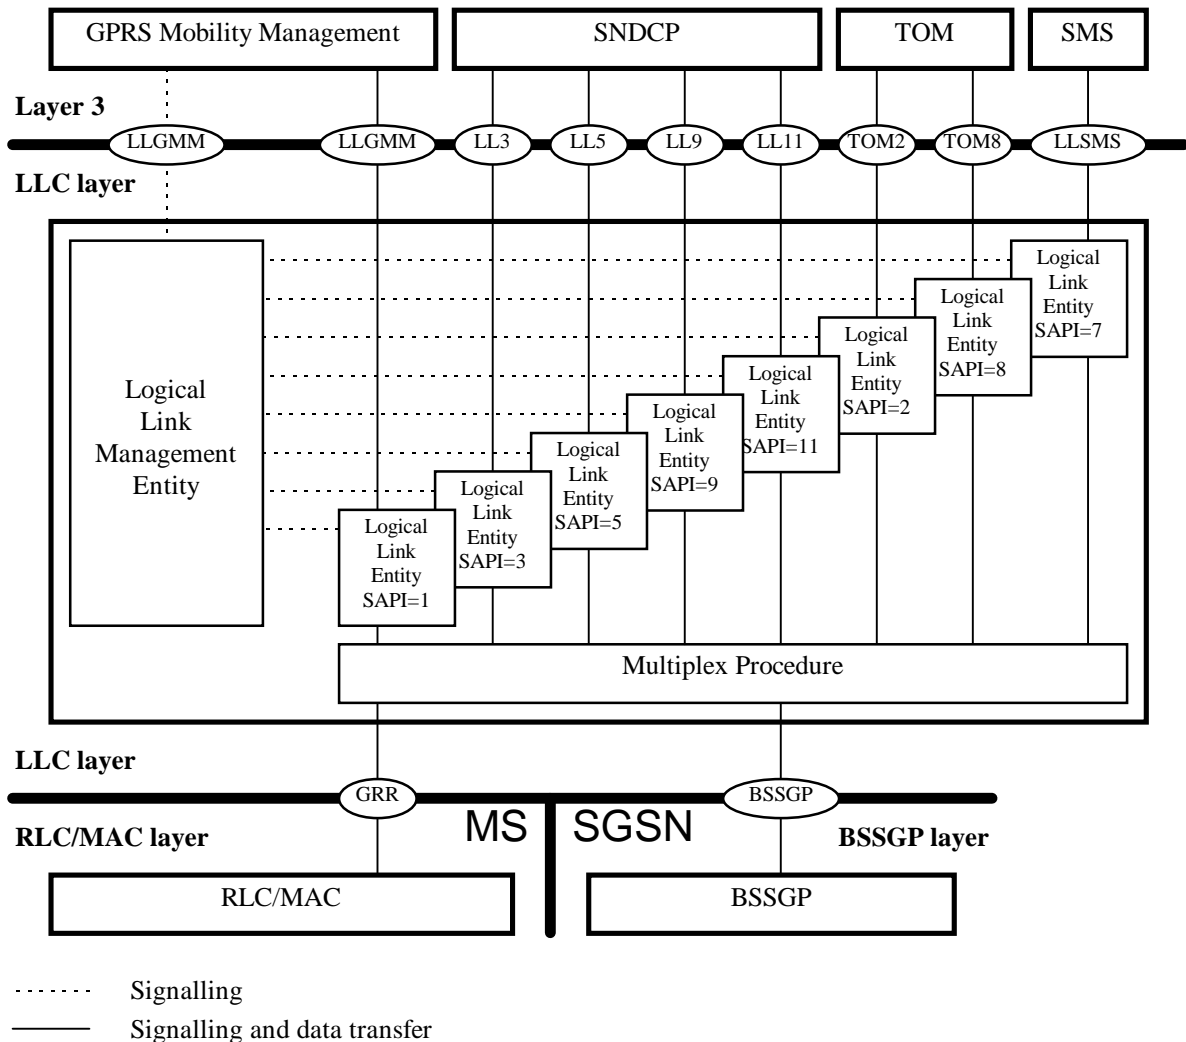 GPRS Mobility Management
SNDCP
TOM
SMS
Layer 3
LLGMM
LLGMM
LL3
LL5
LL9
LL11
TOM2
TOM8
LLSMS
LLC layer
Logical
Link
Management
Entity
Logical
Link
Entity
SAPI=1
Logical
Link
Entity
SAPI=3
Logical
Link
Entity
SAPI=5
Logical
Link
Entity
SAPI=9
Logical
Link
Entity
SAPI=11
Logical
Link
Entity
SAPI=2
Logical
Link
Entity
SAPI=8
Logical
Link
Entity
SAPI=7
Multiplex Procedure
LLC layer
GRR
BSSGP
RLC/MAC layer
MS
SGSN
BSSGP layer
RLC/MAC
BSSGP
Signalling
Signalling and data transfer